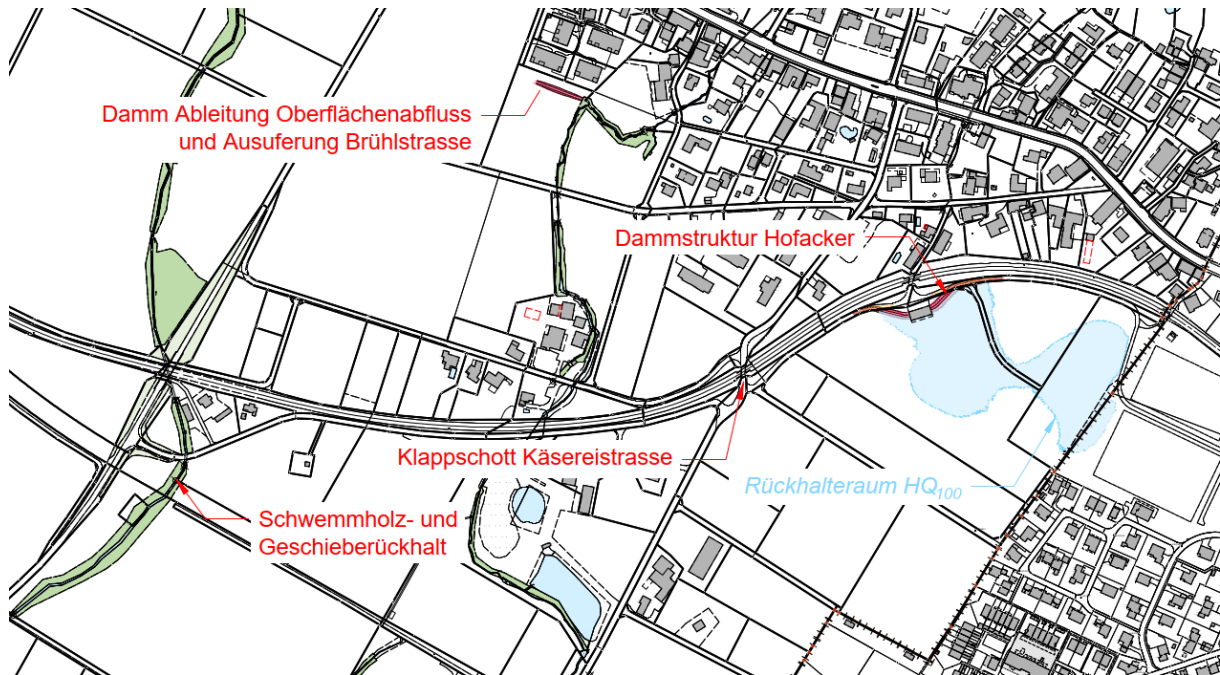 Damm Ableitung Oberflächenabfluss
und Ausuferung Brühlstrasse
Dammstruktur Hofacker
Klappschott Käsereistrasse
Rückhalteraum HQ100
Schwemmholz- und
Geschieberückhalt